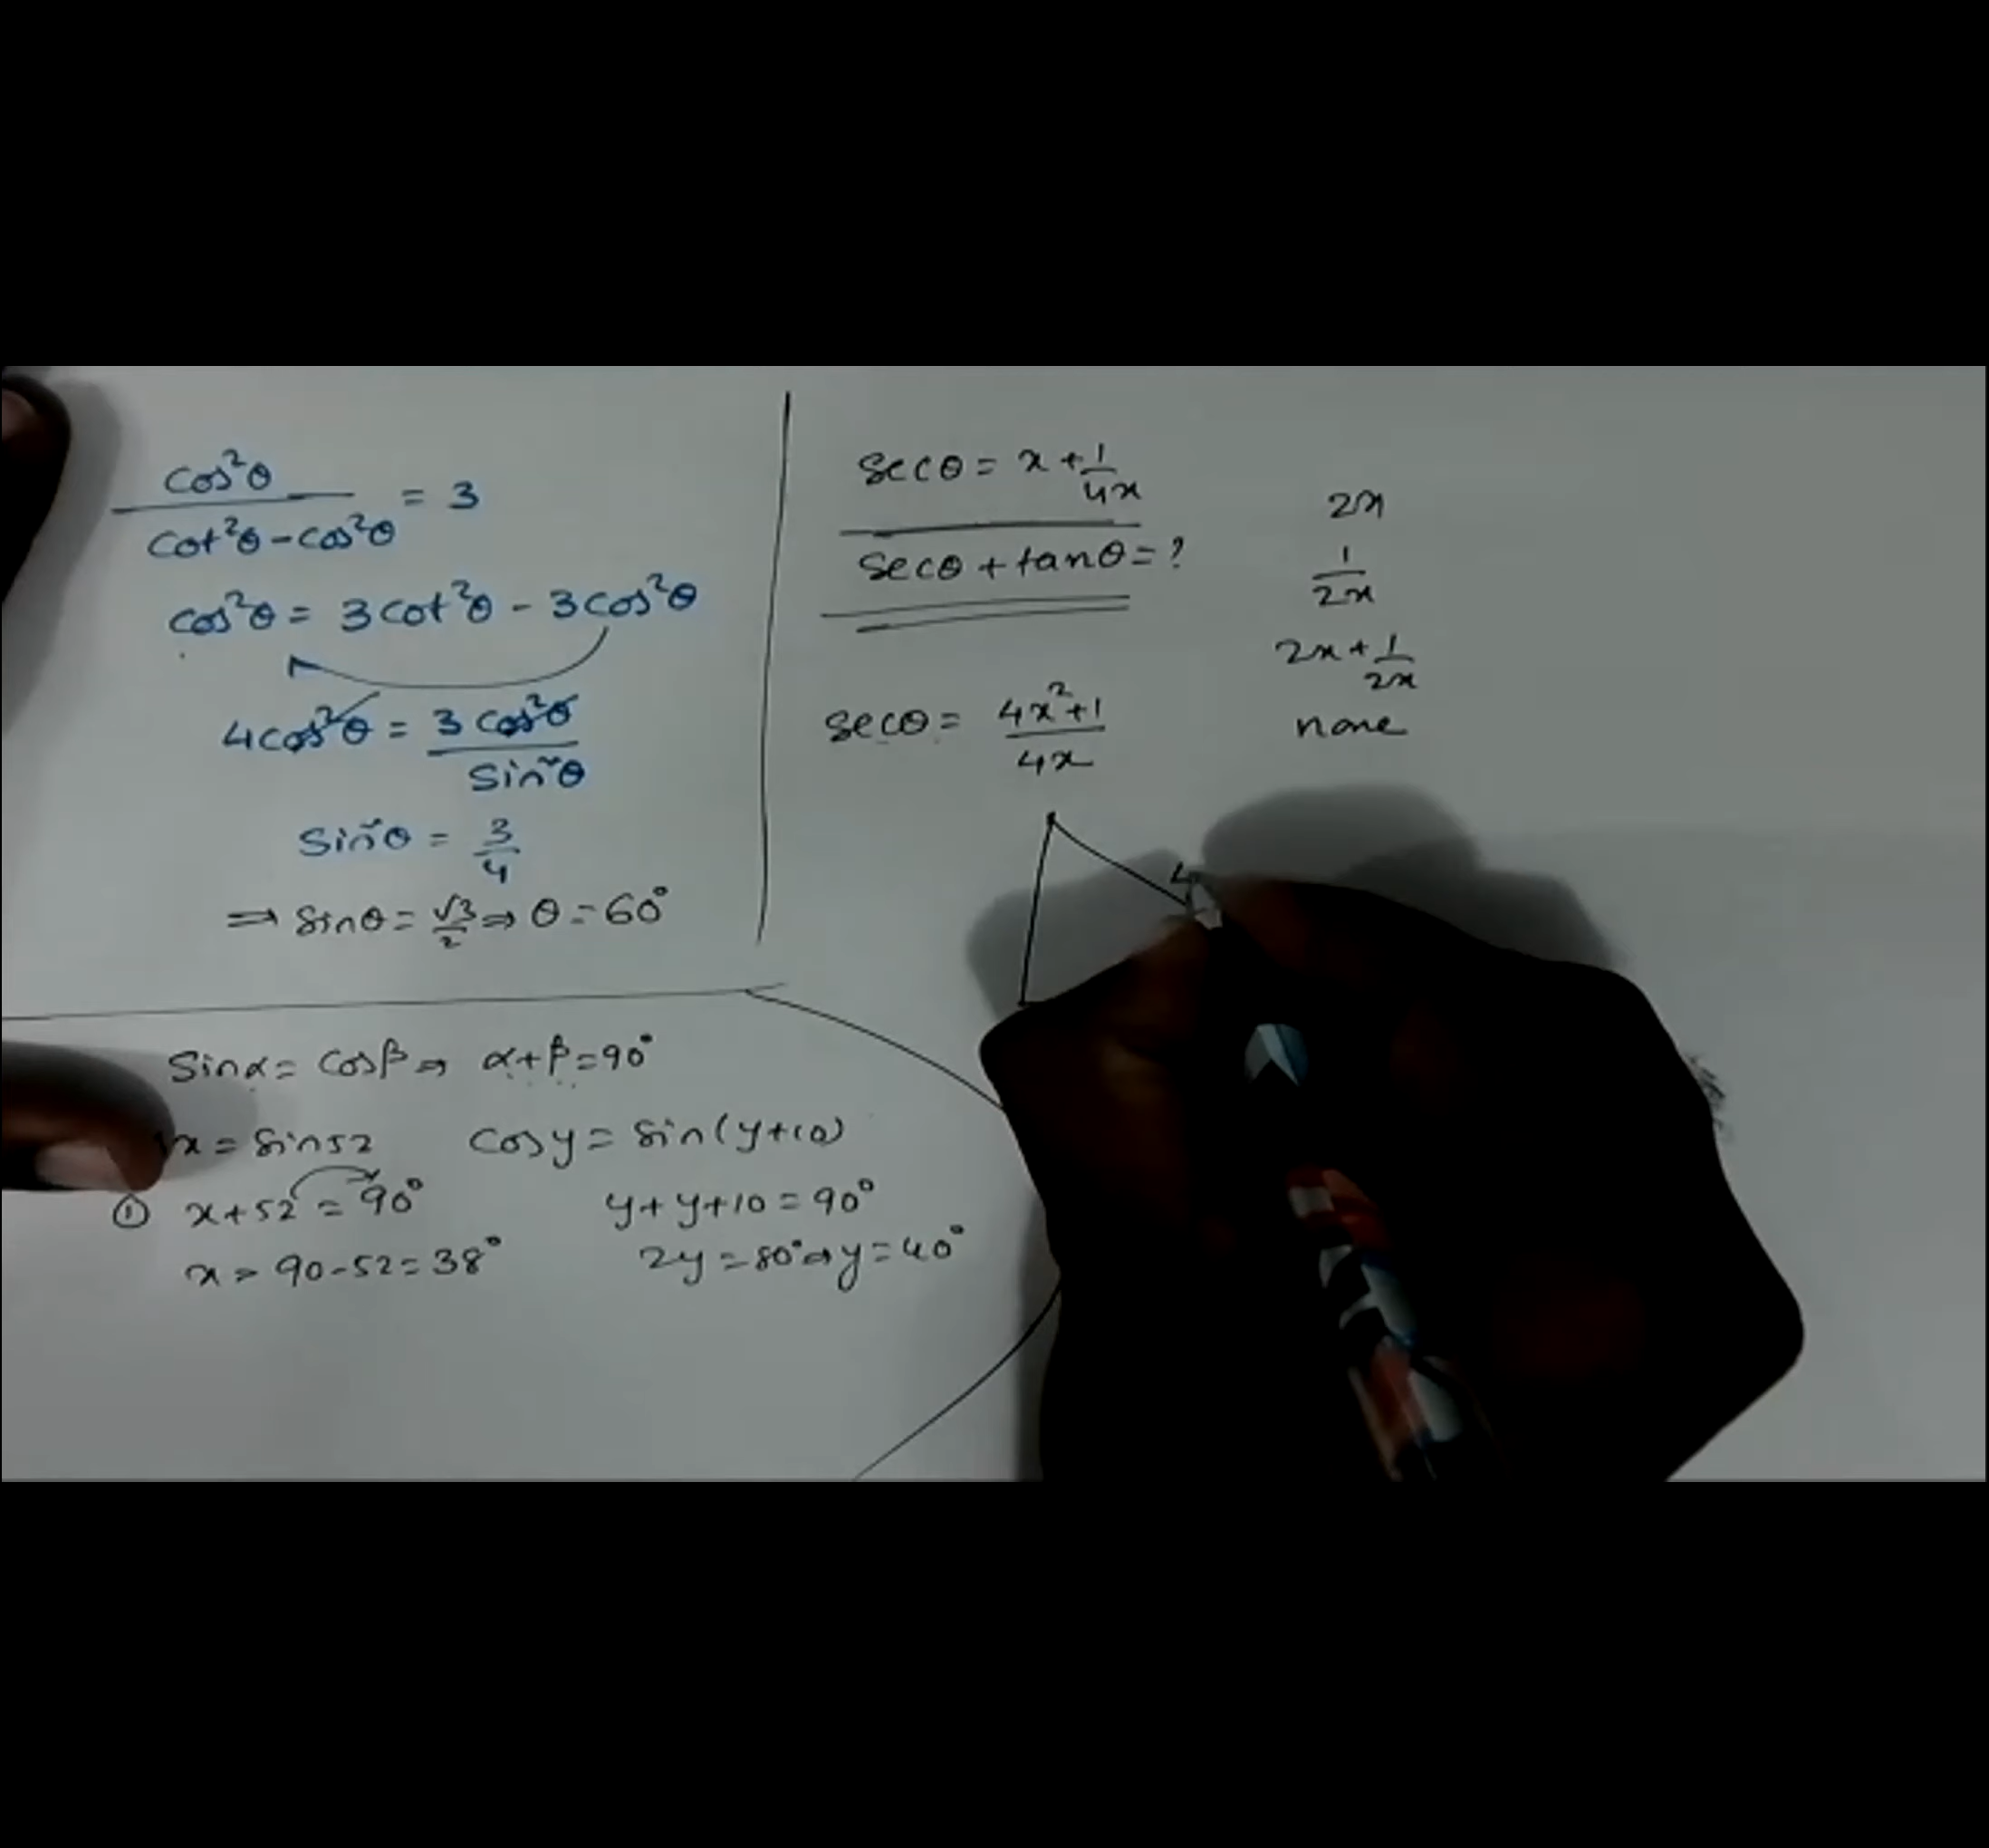 cos²θ / cot²θ - cos²θ = 3
cos²θ = 3cot²θ - 3cos²θ
4cos²θ = 3cos²θ / sin²θ
sin²θ = 3/4
⇒ sinθ = √3/2 ⇒ θ = 60°
secθ = x + 1/4x
secθ + tanθ = ?
secθ = 4x²+1 / 4x
2x
1/2x
2x + 1/2x
none
sinα = cosβ ⇒ α+β = 90°
x = sin52
① x+52 = 90°
x = 90-52 = 38°
cosy = sin(y+10)
y+y+10 = 90°
2y = 80° ⇒ y = 40°